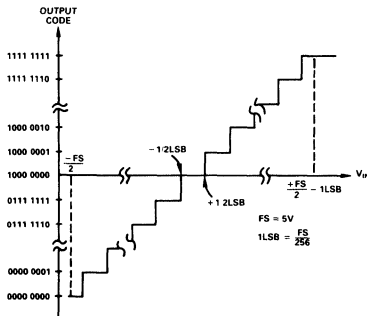 OUTPUT
CODE
1111 1111
1111 1110
1000 0010
1000 0001
1000 0000
0111 1111
0111 1110
0000 0001
0000 0000
-FS
2
-1/2LSB
+1 2LSB
VIN
+FS
2
- 1LSB
FS = 5V
1LSB = FS
256